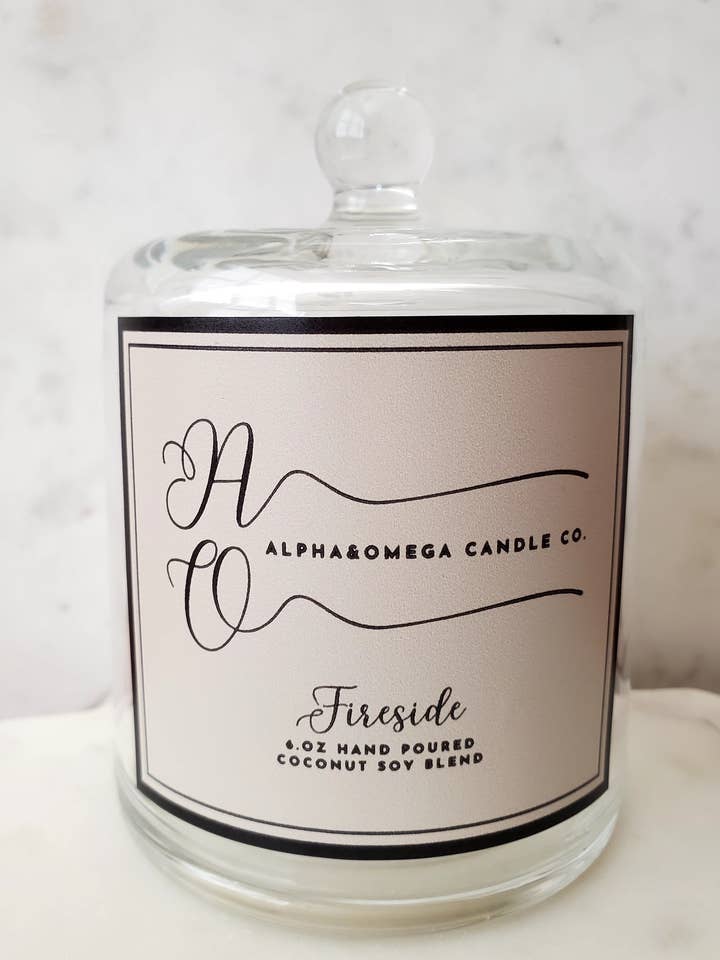 A
ALPHA&OMEGA CANDLE CO.
O
Fireside
6.OZ HAND POURED
COCONUT SOY BLEND